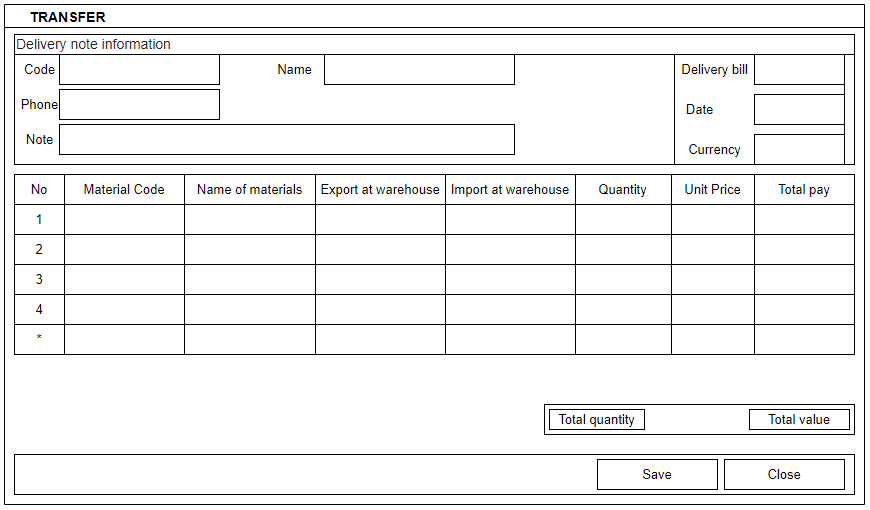 TRANSFER
Delivery note information
Code Name Delivery bill
Phone Date
Note Currency
No Material Code Name of materials Export at warehouse Import at warehouse Quantity Unit Price Total pay
1
2
3
4
*
Total quantity Total value
Save Close